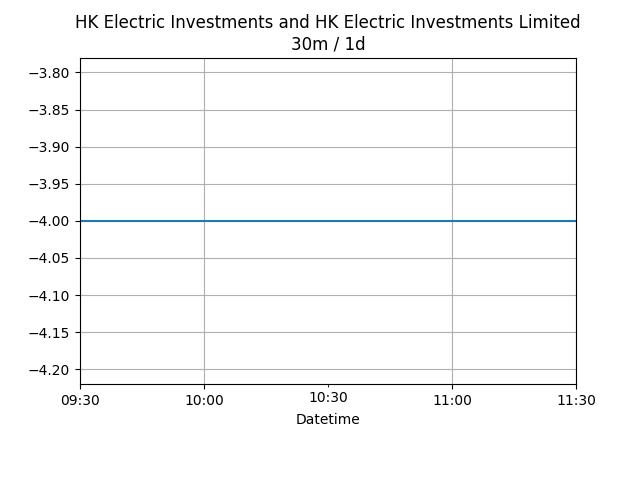 HK Electric Investments and HK Electric Investments Limited
30m / 1d
−3.80
−3.85
−3.90
−3.95
−4.00
−4.05
−4.10
−4.15
−4.20
09:30 10:00 10:30 11:00 11:30
Datetime